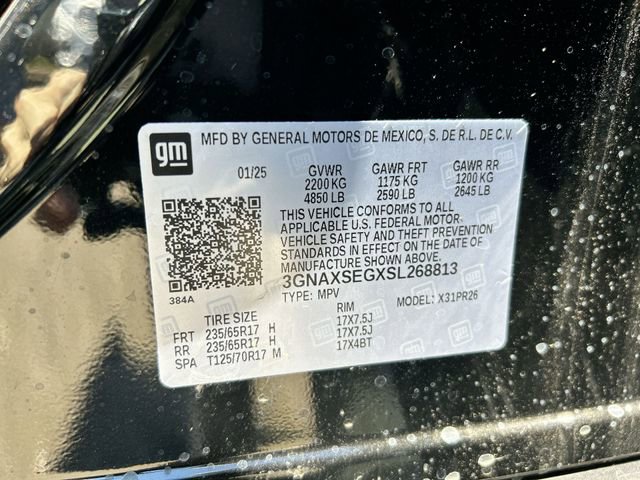 gm
MFD BY GENERAL MOTORS DE MEXICO, S. DE R.L. DE C.V.
01/25 GVWR GAWR FRT GAWR RR
2200 KG 1175 KG 1200 KG
4850 LB 2590 LB 2645 LB
THIS VEHICLE CONFORMS TO ALL
APPLICABLE U.S. FEDERAL MOTOR
VEHICLE SAFETY AND THEFT PREVENTION
STANDARDS IN EFFECT ON THE DATE OF
MANUFACTURE SHOWN ABOVE.
3GNAXSEGXSL268813
384A TYPE: MPV MODEL: X31PR26
TIRE SIZE RIM
FRT 235/65R17 H 17X7.5J
RR 235/65R17 H 17X7.5J
SPA T125/70R17 M 17X4BT